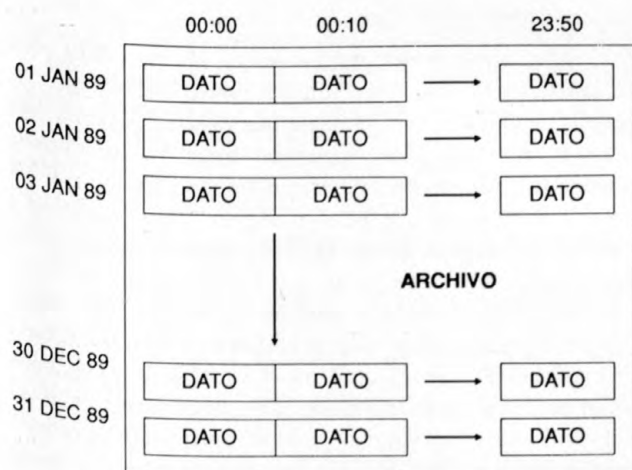 00:00 00:10 23:50
01 JAN 89 DATO DATO DATO
02 JAN 89 DATO DATO DATO
03 JAN 89 DATO DATO DATO
ARCHIVO
30 DEC 89 DATO DATO DATO
31 DEC 89 DATO DATO DATO